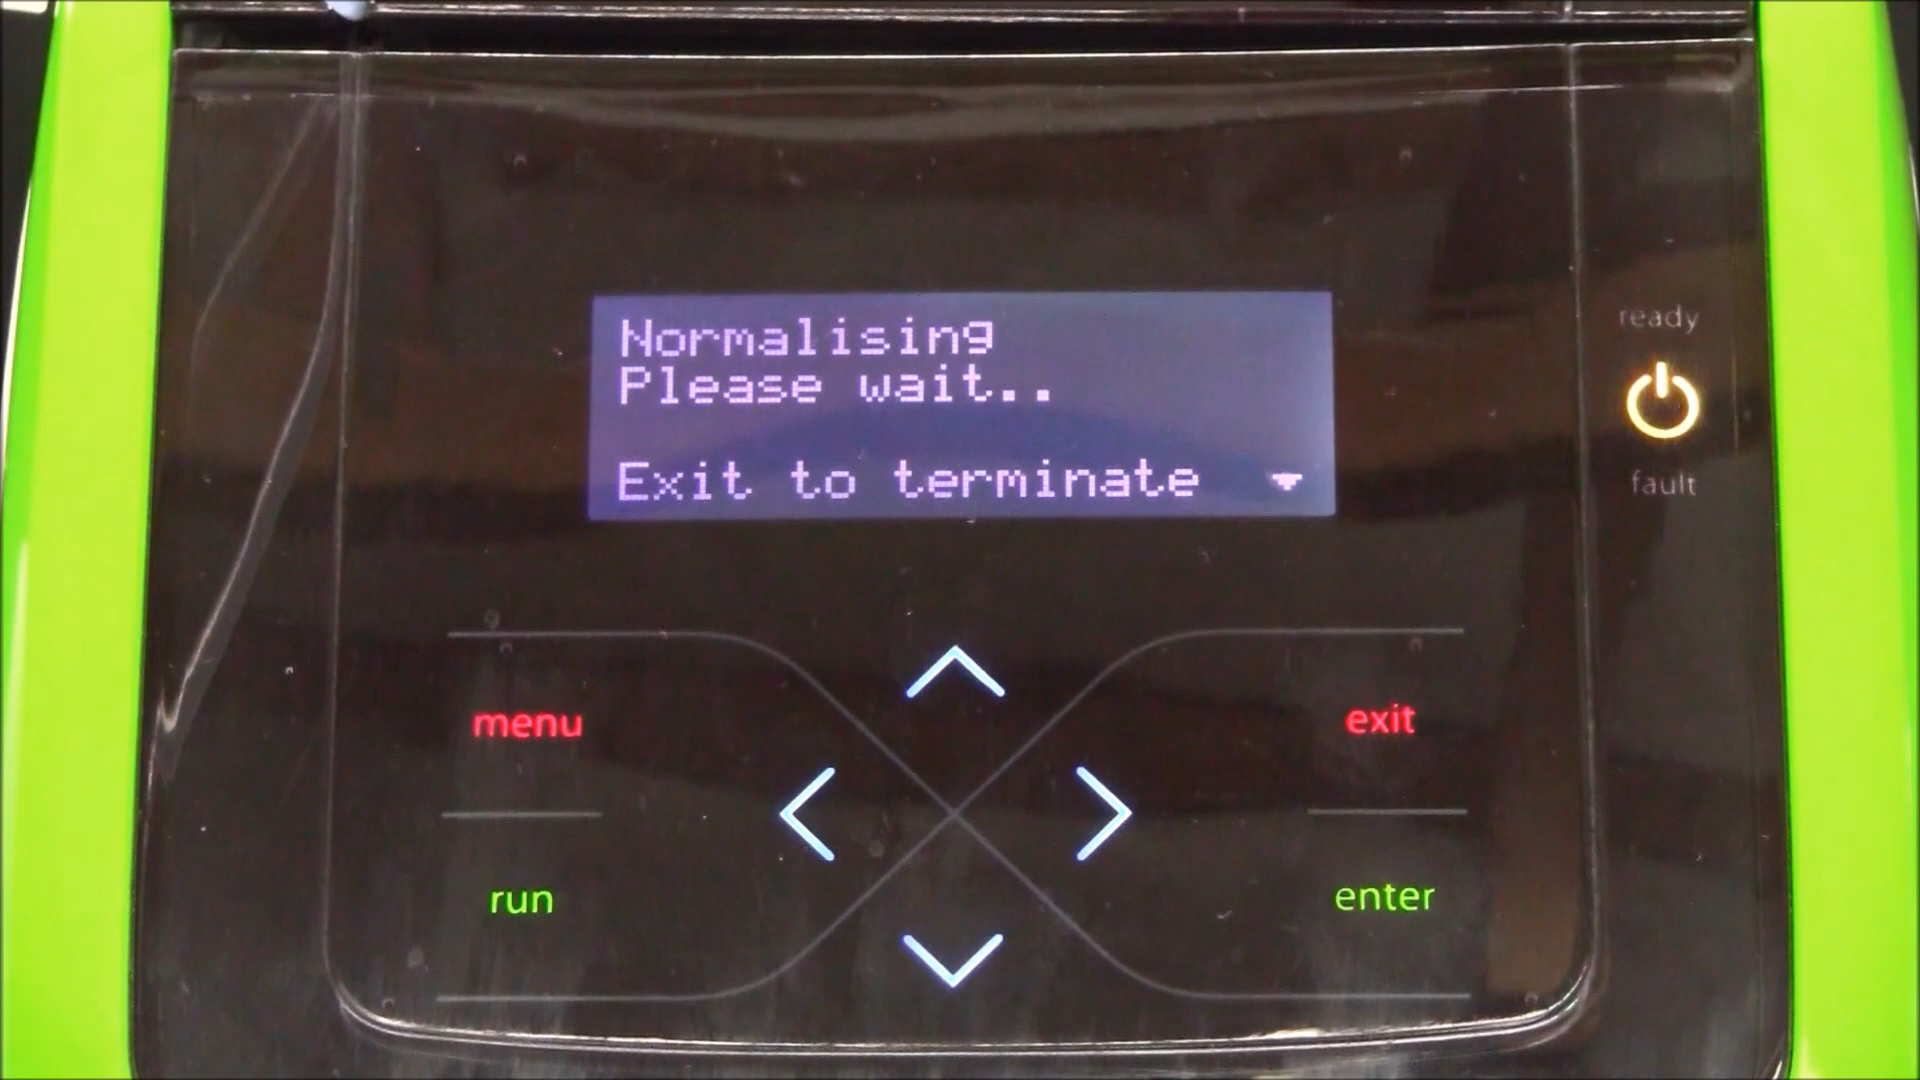 Normalising
Please wait..
Exit to terminate
ready
fault
menu
exit
run
enter